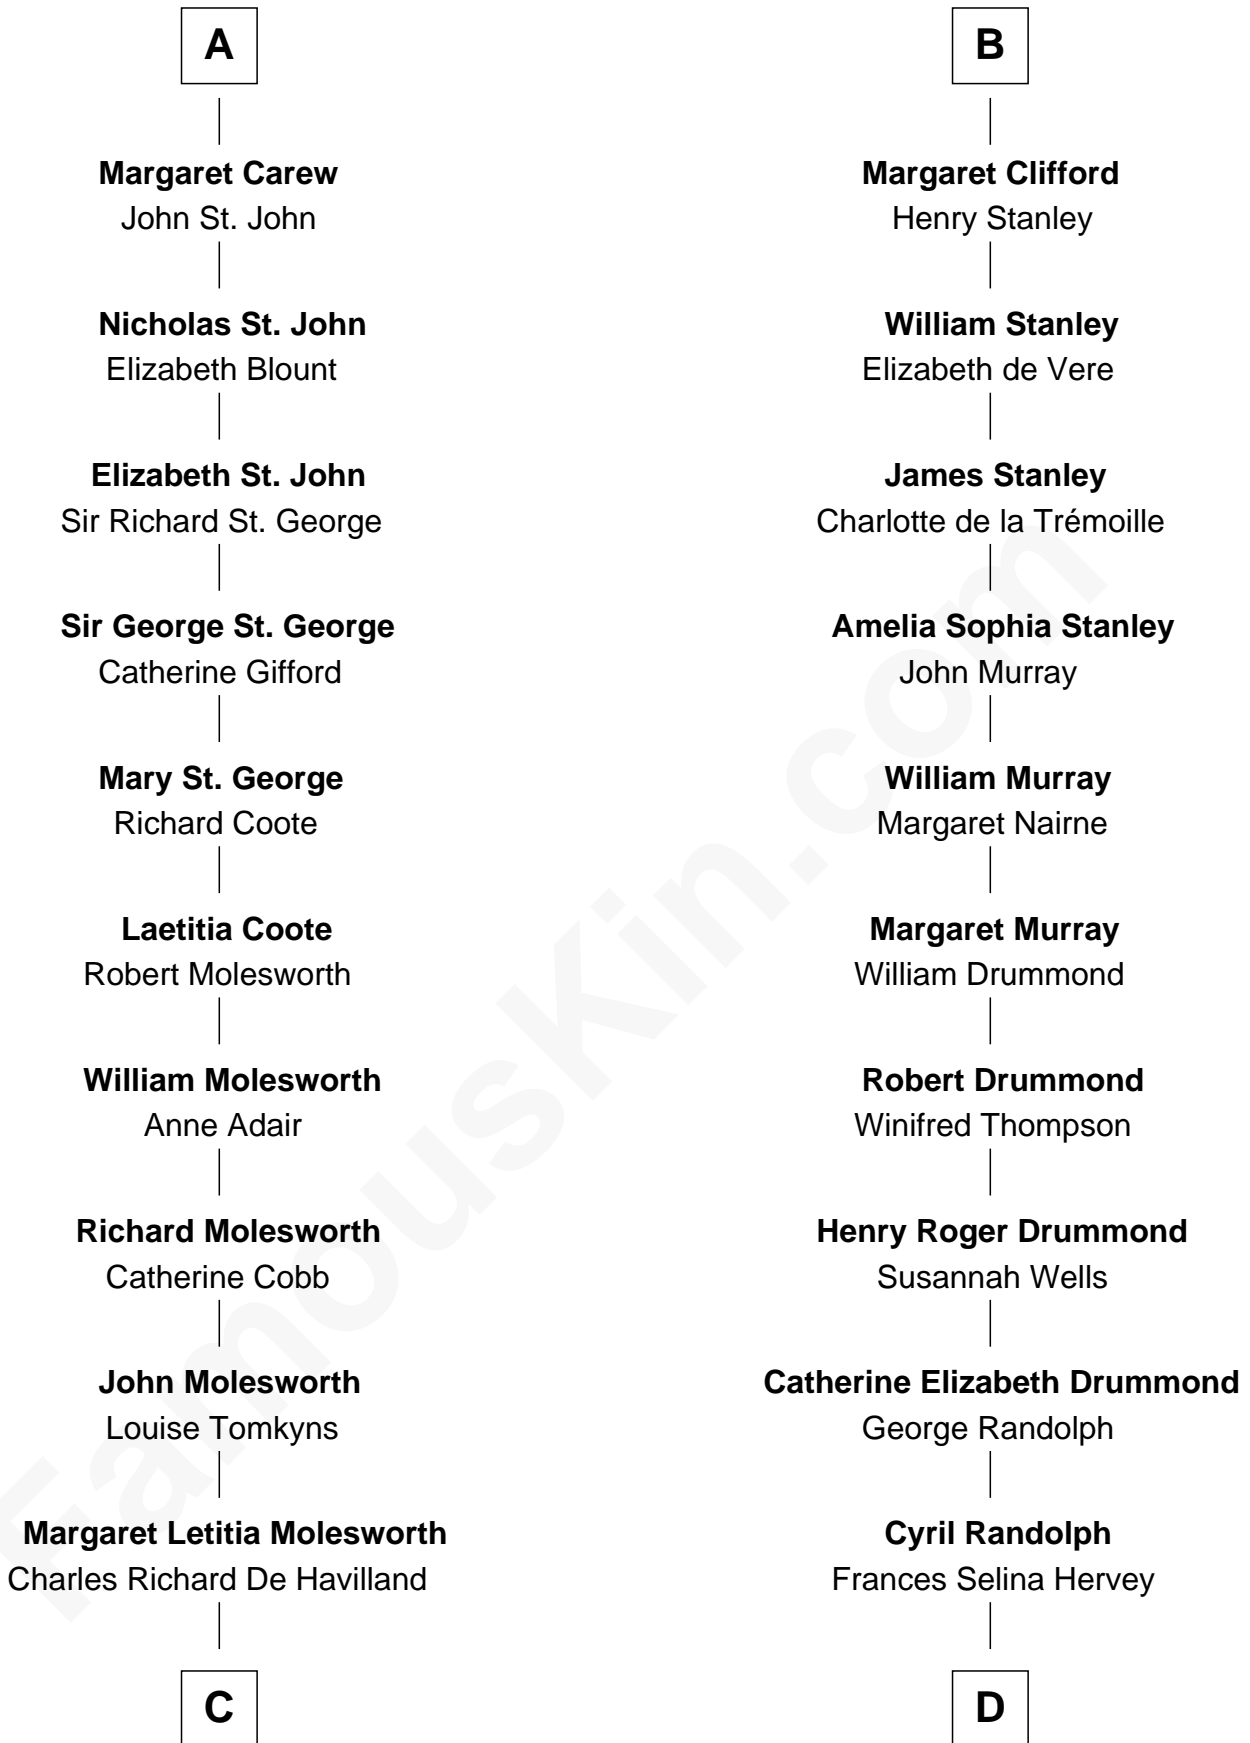 A
Margaret Carew
John St. John
Nicholas St. John
Elizabeth Blount
Elizabeth St. John
Sir Richard St. George
Sir George St. George
Catherine Gifford
Mary St. George
Richard Coote
Laetitia Coote
Robert Molesworth
William Molesworth
Anne Adair
Richard Molesworth
Catherine Cobb
John Molesworth
Louise Tomkyns
Margaret Letitia Molesworth
Charles Richard De Havilland
C
B
Margaret Clifford
Henry Stanley
William Stanley
Elizabeth de Vere
James Stanley
Charlotte de la Trémoille
Amelia Sophia Stanley
John Murray
William Murray
Margaret Nairne
Margaret Murray
William Drummond
Robert Drummond
Winifred Thompson
Henry Roger Drummond
Susannah Wells
Catherine Elizabeth Drummond
George Randolph
Cyril Randolph
Frances Selina Hervey
D
FamousKin.com